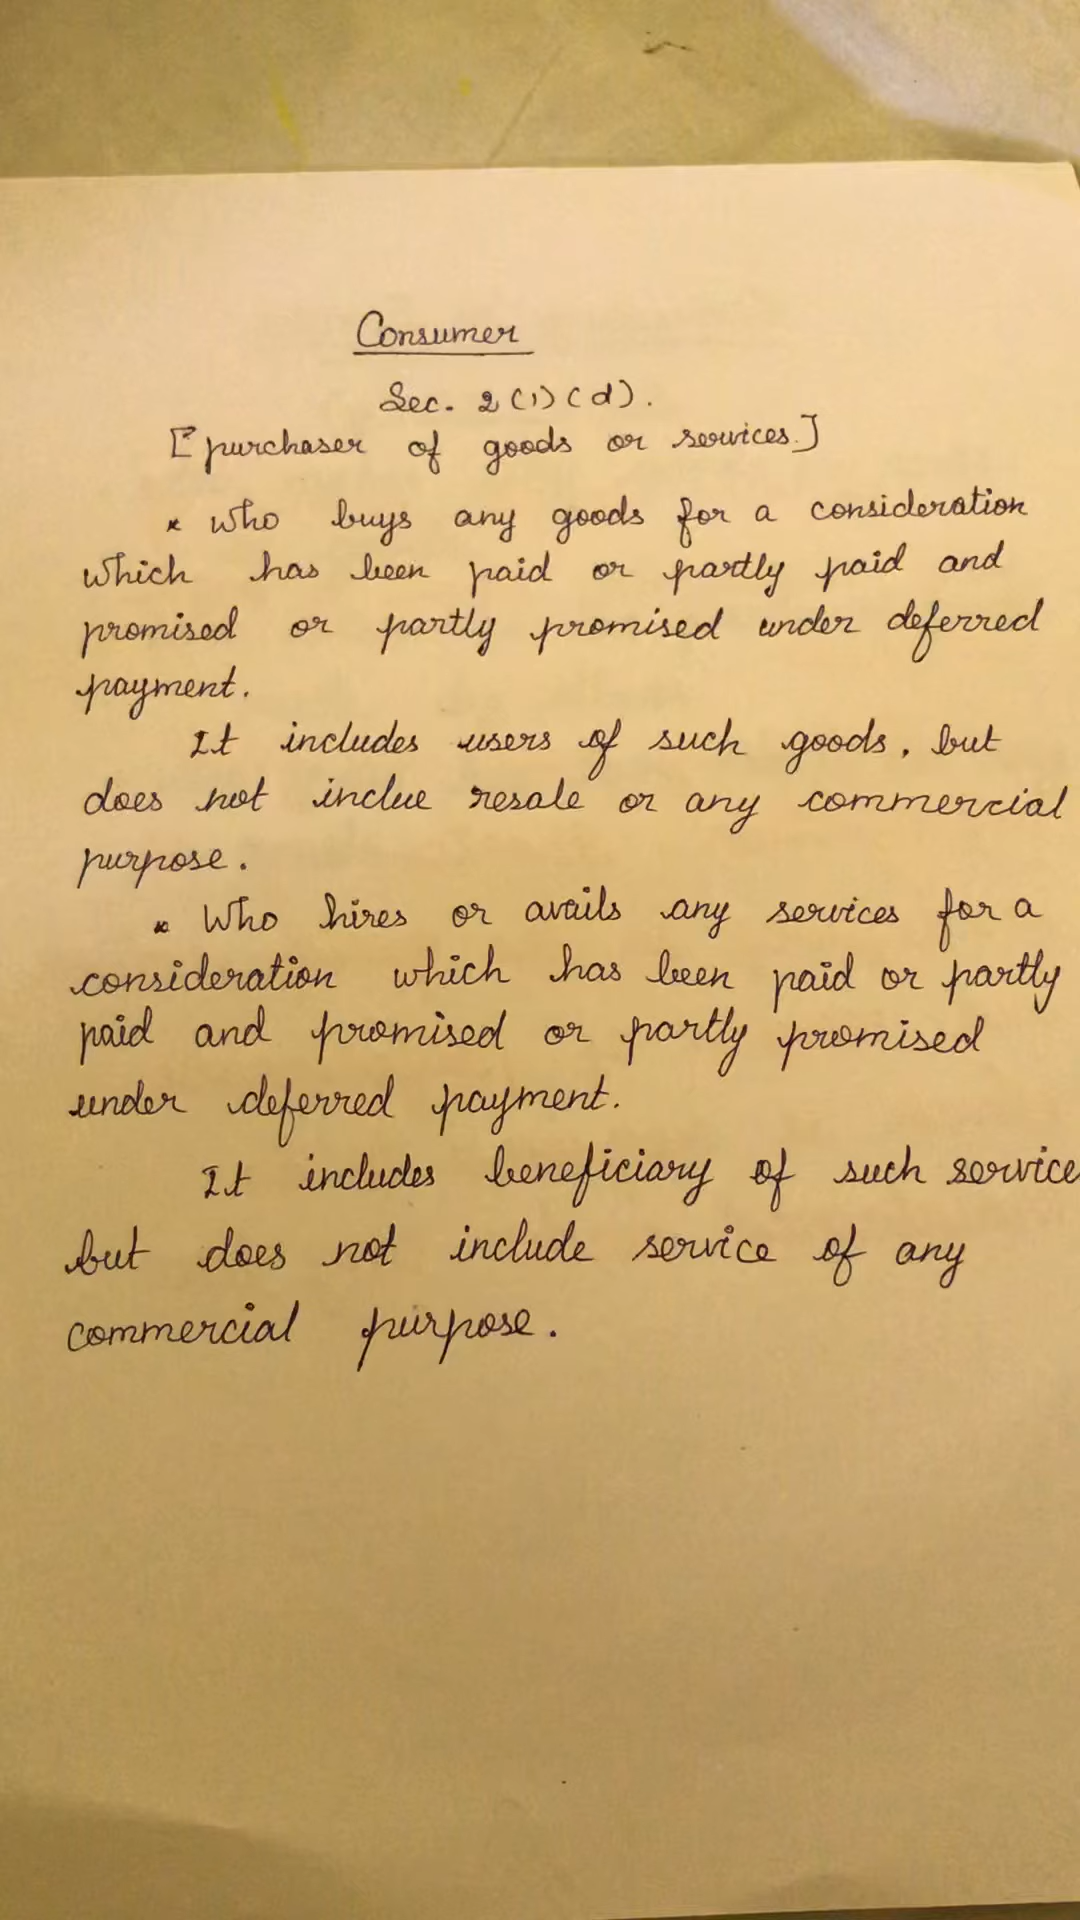 Consumer
Sec. 2(1)(d).
[purchaser of goods or services.]
* Who buys any goods for a consideration
which has been paid or partly paid and
promised or partly promised under deferred
payment.
It includes users of such goods, but
does not inclue resale or any commercial
purpose.
* Who hires or avails any services for a
consideration which has been paid or partly
paid and promised or partly promised
under deferred payment.
It includes beneficiary of such service
but does not include service of any
commercial purpose.